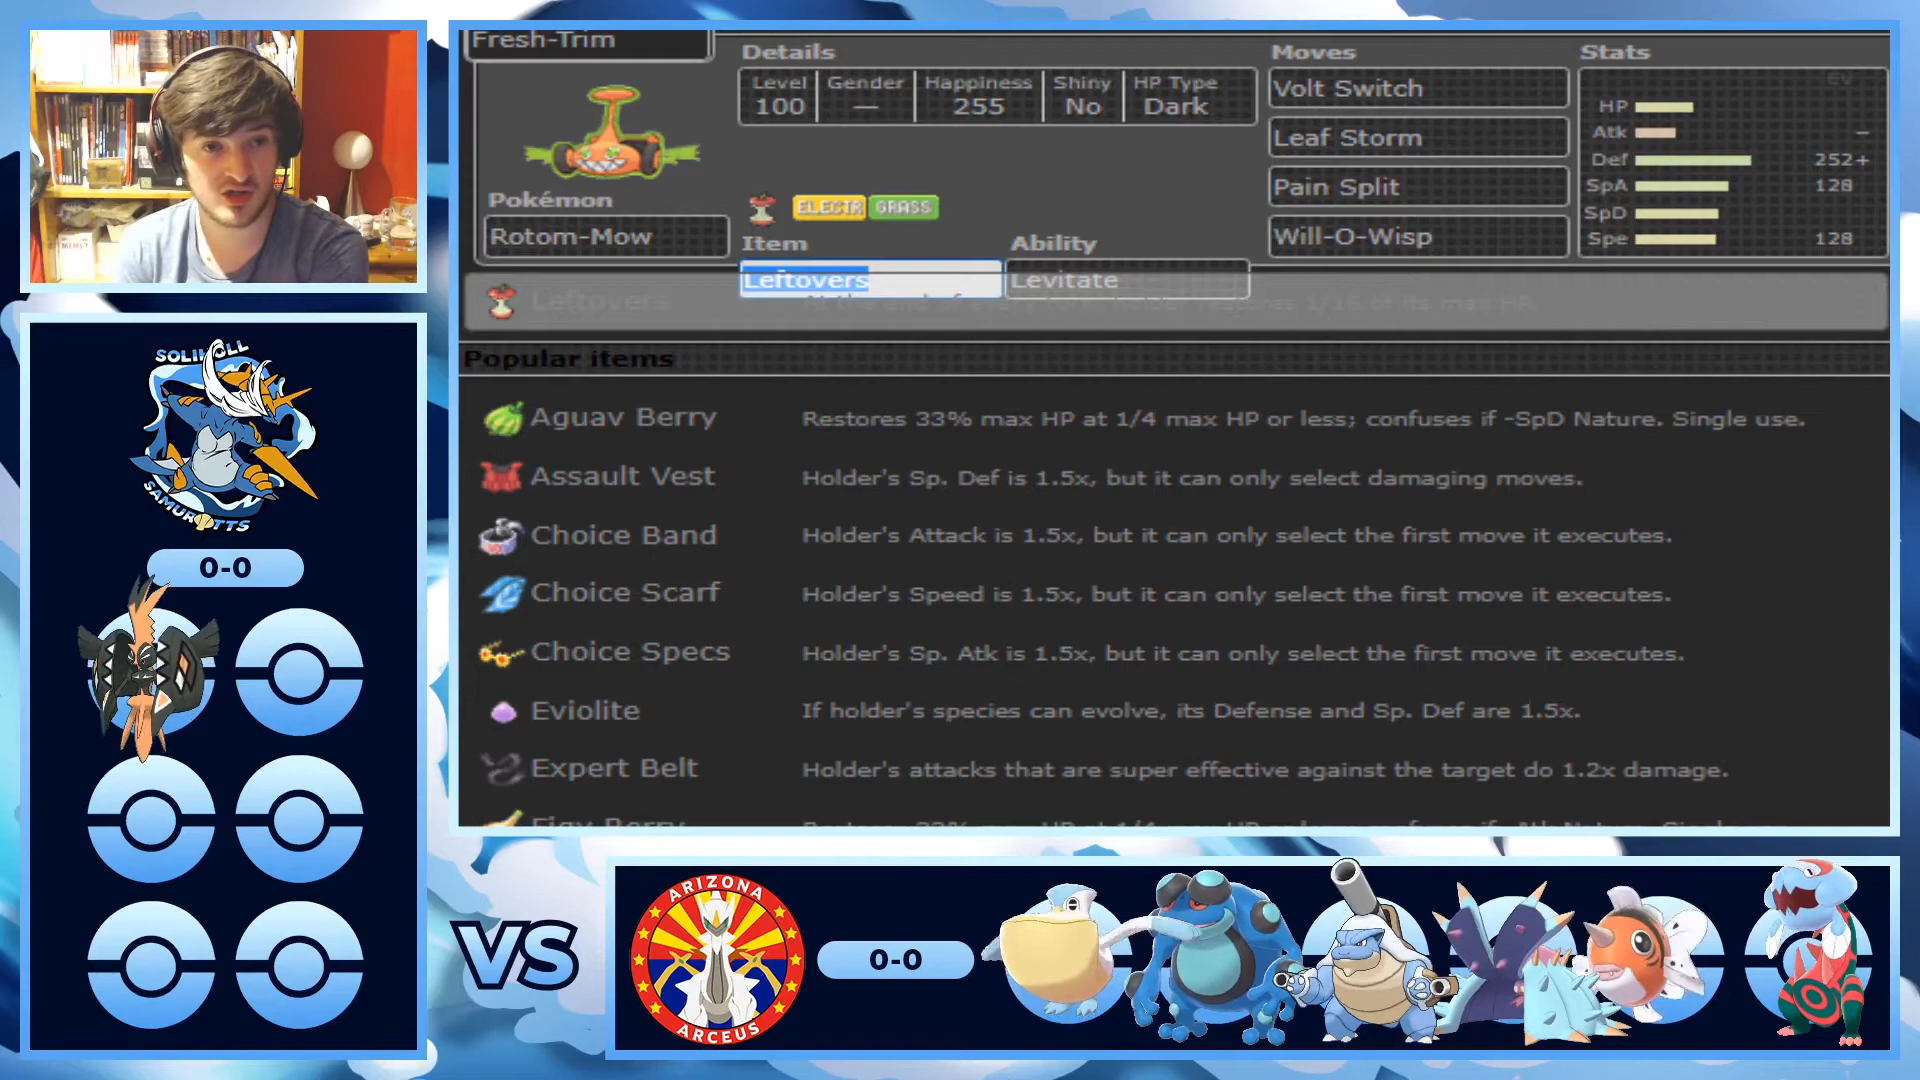 Fresh-Trim
Details
Level
Gender
Happiness
Shiny
HP Type
100
—
255
No
Dark
Pokémon
Rotom-Mow
ELECTR
GRASS
Item
Ability
Leftovers
Levitate
Moves
Volt Switch
Leaf Storm
Pain Split
Will-O-Wisp
Stats
EV
HP
Atk –
Def 252+
SpA 128
SpD
Spe 128
Leftovers
Popular items
Aguav Berry Restores 33% max HP at 1/4 max HP or less; confuses if -SpD Nature. Single use.
Assault Vest Holder's Sp. Def is 1.5x, but it can only select damaging moves.
Choice Band Holder's Attack is 1.5x, but it can only select the first move it executes.
Choice Scarf Holder's Speed is 1.5x, but it can only select the first move it executes.
Choice Specs Holder's Sp. Atk is 1.5x, but it can only select the first move it executes.
Eviolite If holder's species can evolve, its Defense and Sp. Def are 1.5x.
Expert Belt Holder's attacks that are super effective against the target do 1.2x damage.
SOLIHULL
SAMUROTTS
0-0
VS
ARIZONA
ARCEUS
0-0